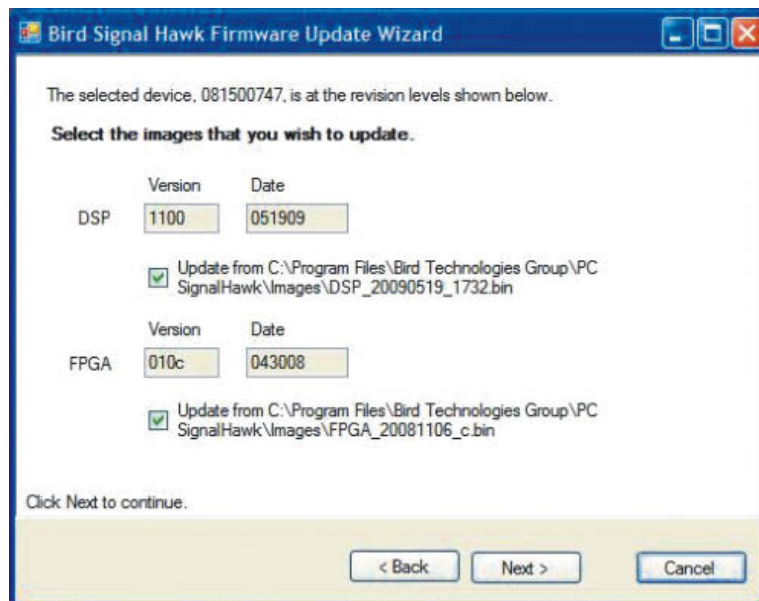 Bird Signal Hawk Firmware Update Wizard
The selected device, 081500747, is at the revision levels shown below.
Select the images that you wish to update.
Version Date
DSP 1100 051909
Update from C:\Program Files\Bird Technologies Group\PC
SignalHawk\Images\DSP_20090519_1732.bin
Version Date
FPGA 010c 043008
Update from C:\Program Files\Bird Technologies Group\PC
SignalHawk\Images\FPGA_20081106_c.bin
Click Next to continue.
< Back Next > Cancel